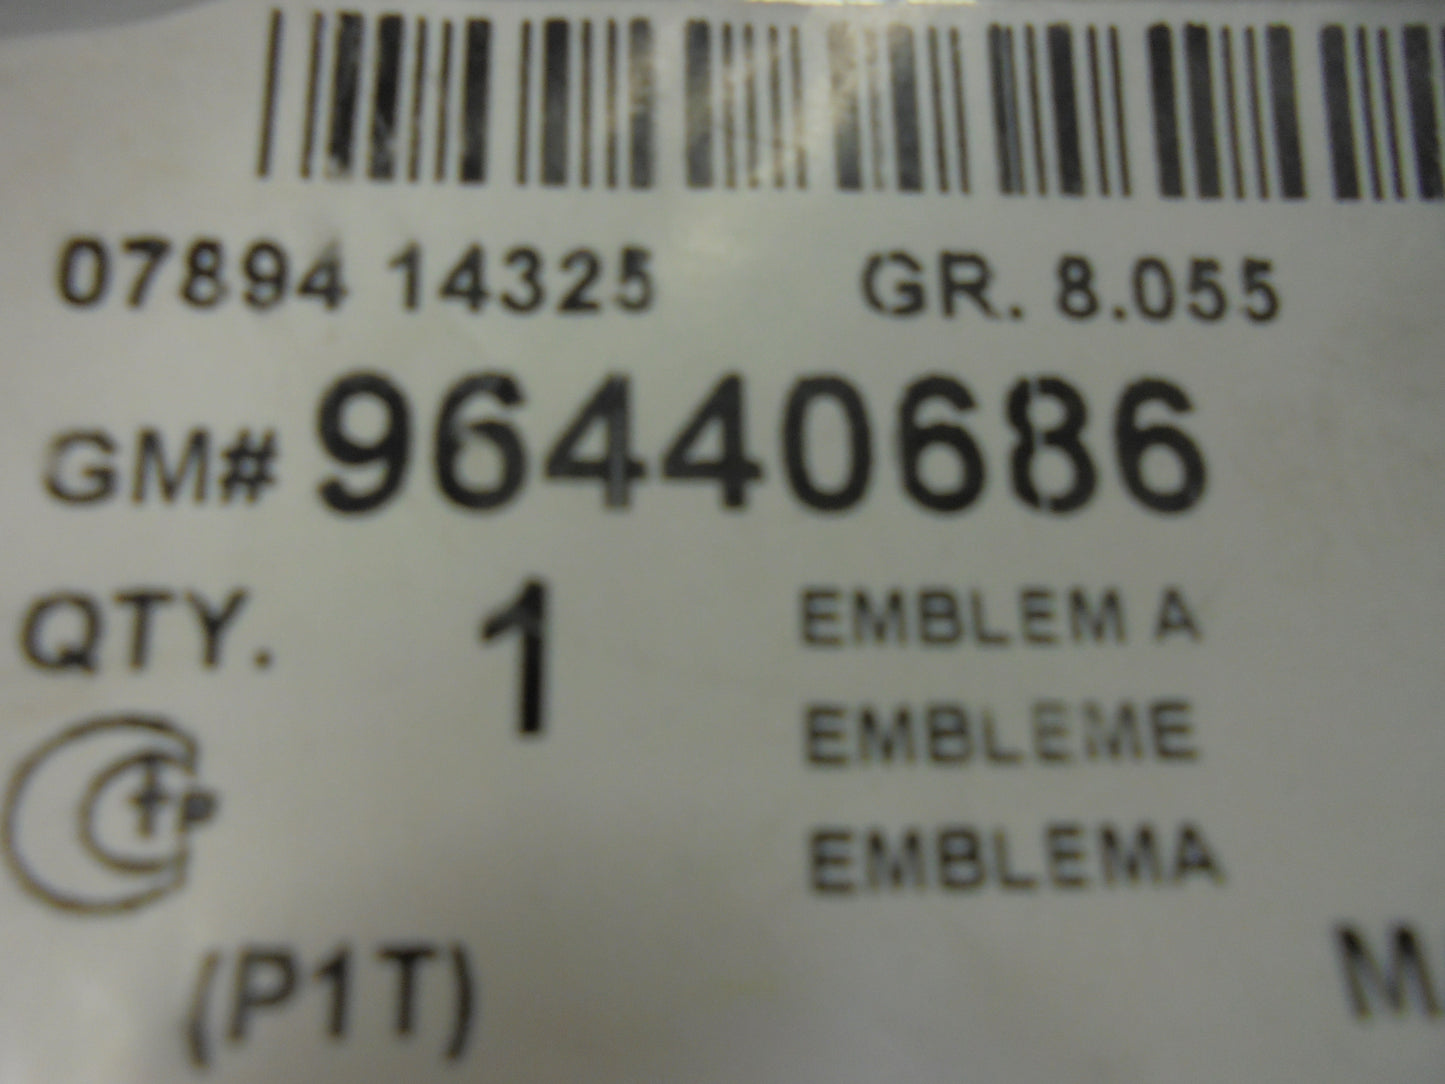 07894 14325 GR. 8.055
GM# 96440686
QTY. 1 EMBLEM A
EMBLEME
EMBLEMA
(P1T)